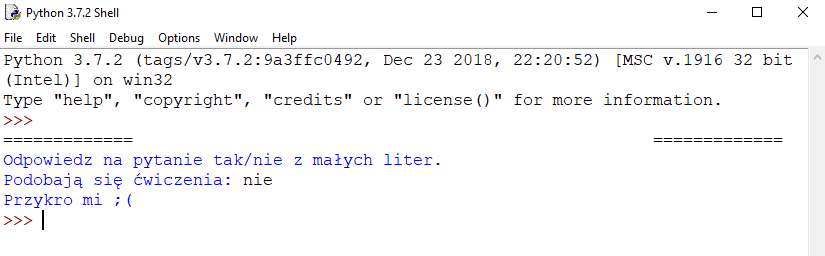 Python 3.7.2 Shell
File Edit Shell Debug Options Window Help
Python 3.7.2 (tags/v3.7.2:9a3ffc0492, Dec 23 2018, 22:20:52) [MSC v.1916 32 bit
(Intel)] on win32
Type "help", "copyright", "credits" or "license()" for more information.
>>>
============= =============
Odpowiedz na pytanie tak/nie z małych liter.
Podobają się ćwiczenia: nie
Przykro mi ;(
>>>